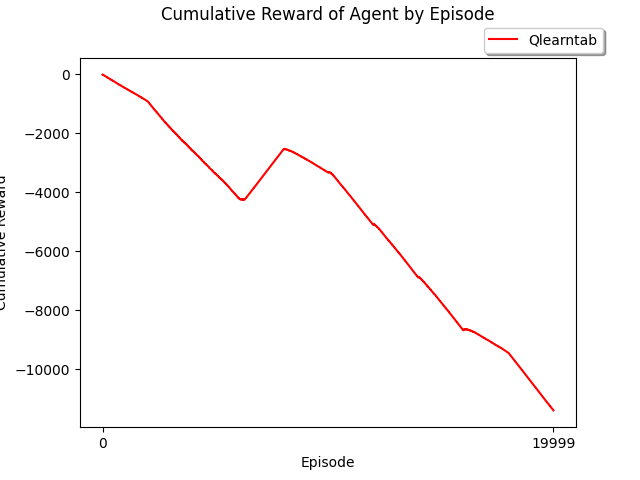 Cumulative Reward of Agent by Episode
Qlearntab
0
−2000
−4000
−6000
−8000
−10000
Cumulative Reward
0
19999
Episode